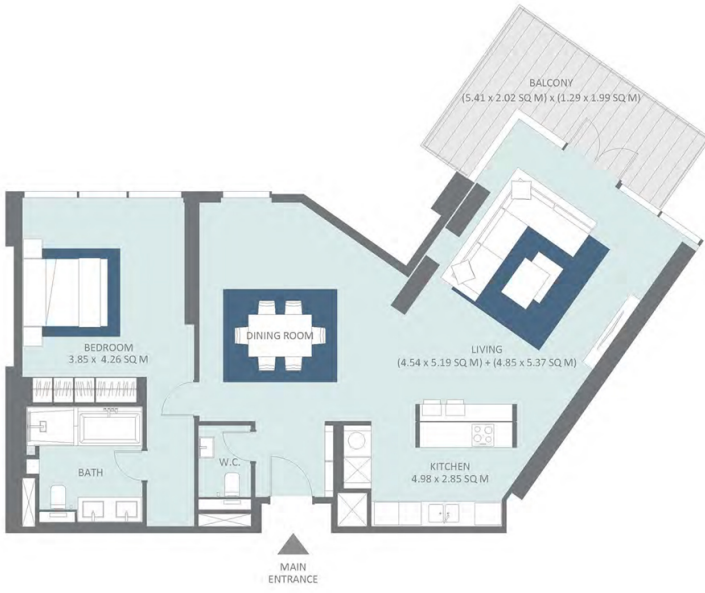 BALCONY
(5.41 x 2.02 SQ M) x (1.29 x 1.99 SQ M)
DINING ROOM
BEDROOM
3.85 x 4.26 SQ M
LIVING
(4.54 x 5.19 SQ M) + (4.85 x 5.37 SQ M)
BATH
W.C.
KITCHEN
4.98 x 2.85 SQ M
MAIN
ENTRANCE